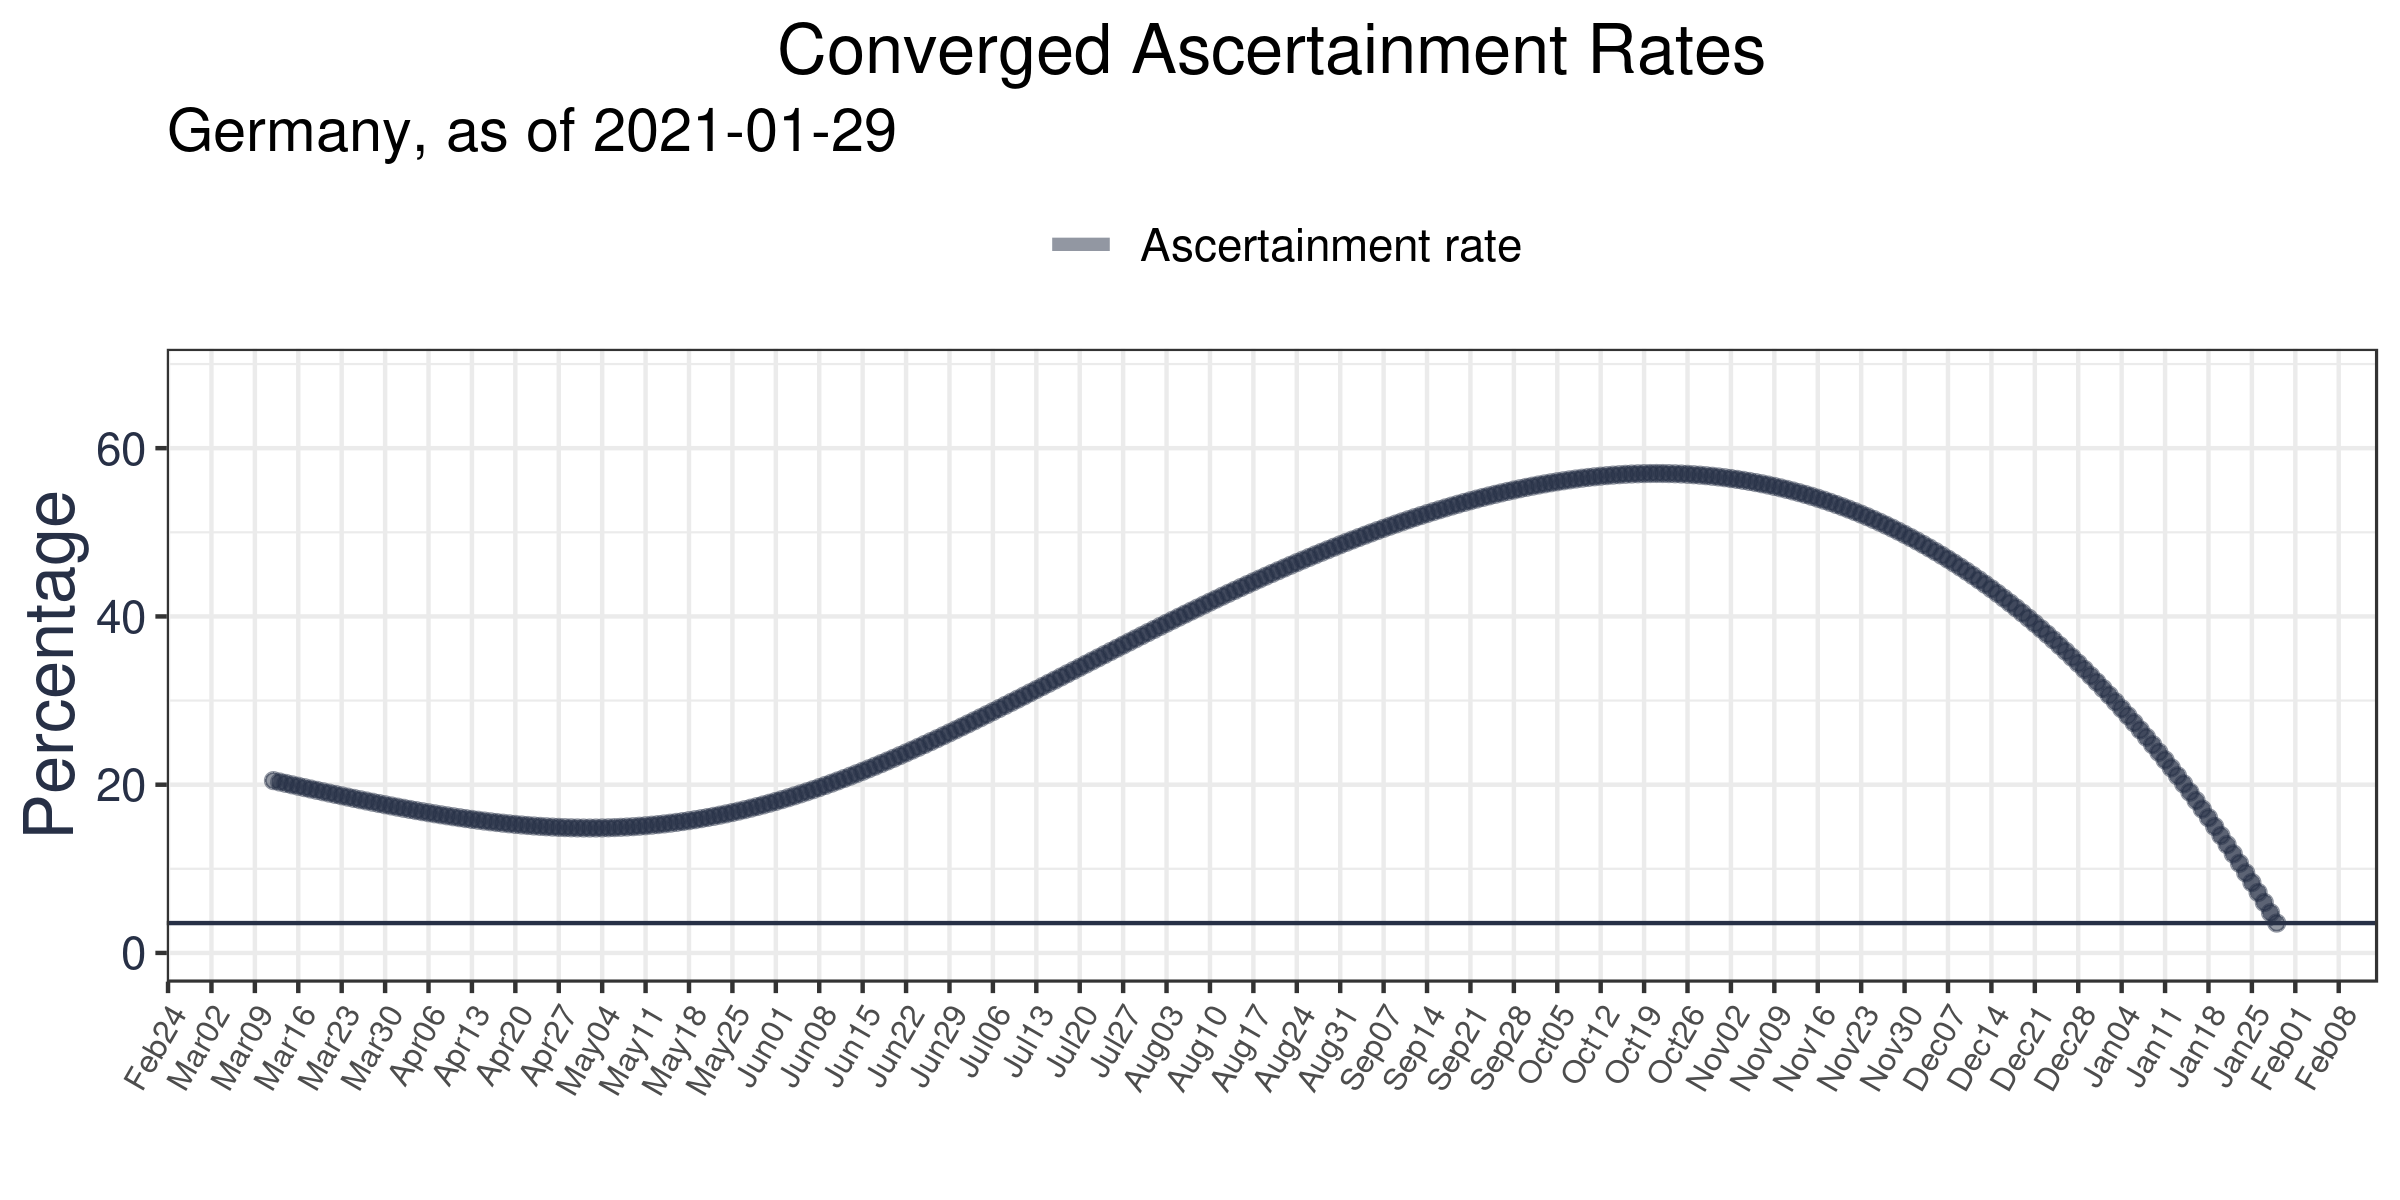 Converged Ascertainment Rates
Germany, as of 2021-01-29
Ascertainment rate
Percentage
60
40
20
0
Feb24
Mar02
Mar09
Mar16
Mar23
Mar30
Apr06
Apr13
Apr20
Apr27
May04
May11
May18
May25
Jun01
Jun08
Jun15
Jun22
Jun29
Jul06
Jul13
Jul20
Jul27
Aug03
Aug10
Aug17
Aug24
Aug31
Sep07
Sep14
Sep21
Sep28
Oct05
Oct12
Oct19
Oct26
Nov02
Nov09
Nov16
Nov23
Nov30
Dec07
Dec14
Dec21
Dec28
Jan04
Jan11
Jan18
Jan25
Feb01
Feb08